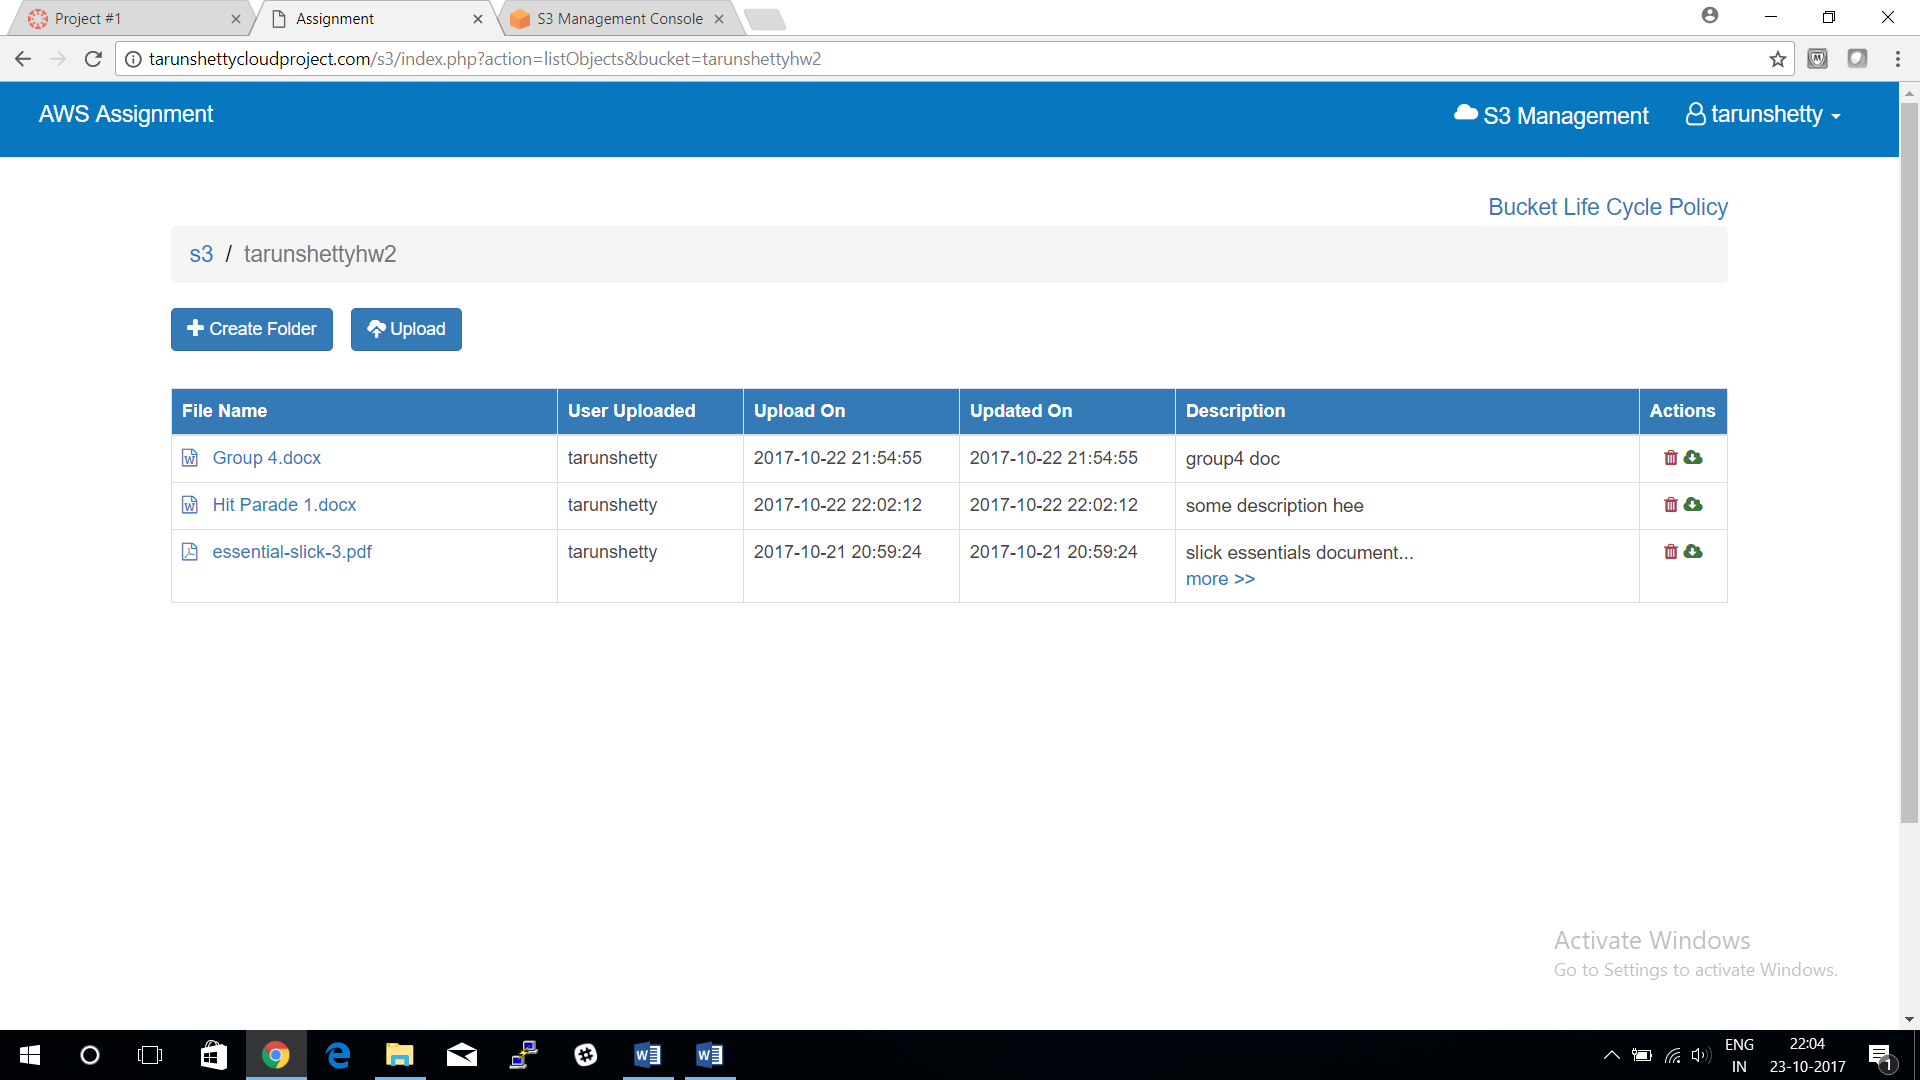 Project #1
Assignment
S3 Management Console
tarunshettycloudproject.com/s3/index.php?action=listObjects&bucket=tarunshettyhw2
AWS Assignment
S3 Management
tarunshetty
Bucket Life Cycle Policy
s3 / tarunshettyhw2
Create Folder
Upload
File Name User Uploaded Upload On Updated On Description Actions
Group 4.docx tarunshetty 2017-10-22 21:54:55 2017-10-22 21:54:55 group4 doc
Hit Parade 1.docx tarunshetty 2017-10-22 22:02:12 2017-10-22 22:02:12 some description hee
essential-slick-3.pdf tarunshetty 2017-10-21 20:59:24 2017-10-21 20:59:24 slick essentials document...
more >>
Activate Windows
Go to Settings to activate Windows.
ENG 22:04
IN 23-10-2017 1